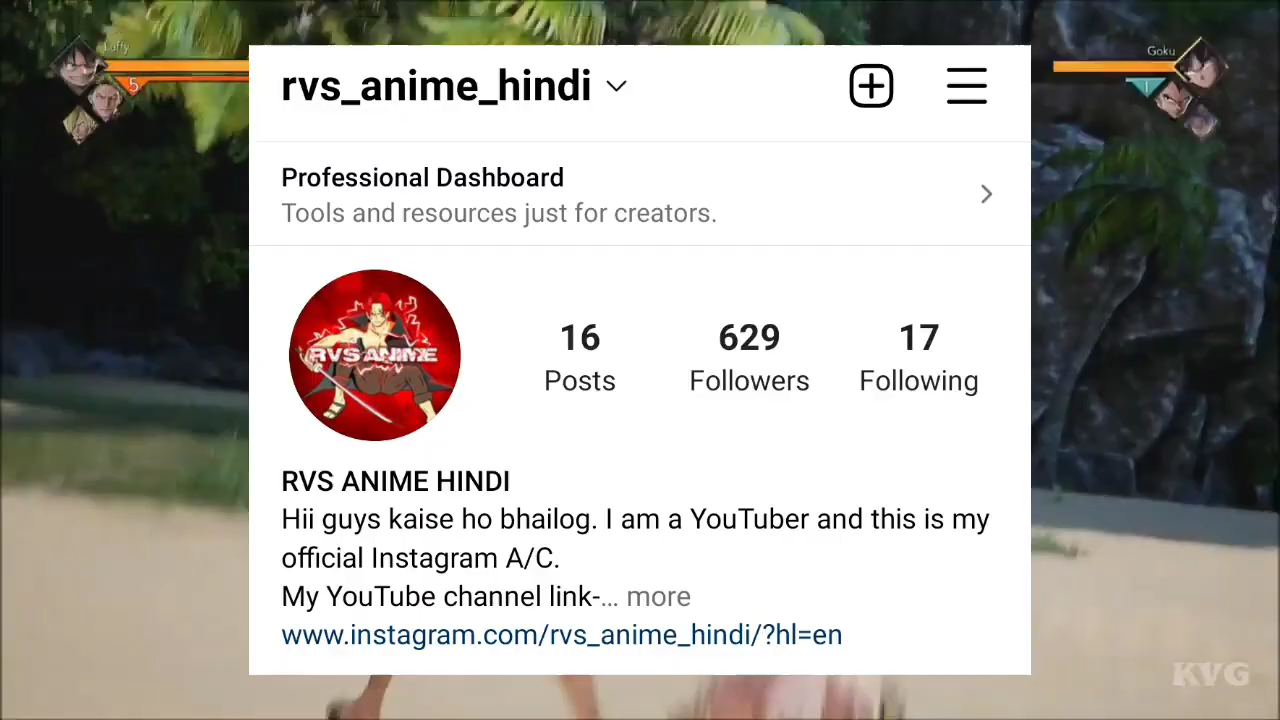 Luffy
5
Goku
1
rvs_anime_hindi
Professional Dashboard
Tools and resources just for creators.
RVS ANIME
16 629 17
Posts Followers Following
RVS ANIME HINDI
Hii guys kaise ho bhailog. I am a YouTuber and this is my
official Instagram A/C.
My YouTube channel link-... more
www.instagram.com/rvs_anime_hindi/?hl=en
KVG